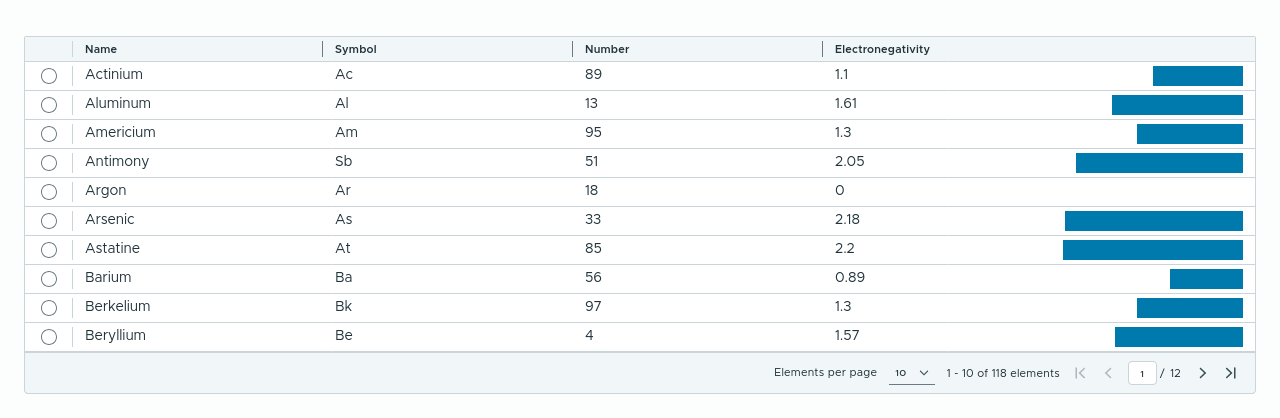 Name Symbol Number Electronegativity
Actinium Ac 89 1.1
Aluminum Al 13 1.61
Americium Am 95 1.3
Antimony Sb 51 2.05
Argon Ar 18 0
Arsenic As 33 2.18
Astatine At 85 2.2
Barium Ba 56 0.89
Berkelium Bk 97 1.3
Beryllium Be 4 1.57
Elements per page 10 1 - 10 of 118 elements 1 / 12